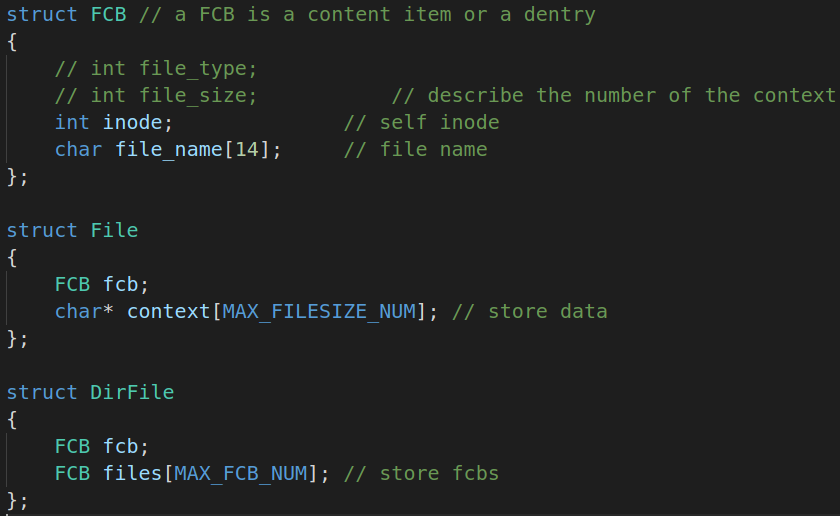 struct FCB // a FCB is a content item or a dentry
{
    // int file_type;
    // int file_size;           // describe the number of the context
    int inode;              // self inode
    char file_name[14];     // file name
};

struct File
{
    FCB fcb;
    char* context[MAX_FILESIZE_NUM]; // store data
};

struct DirFile
{
    FCB fcb;
    FCB files[MAX_FCB_NUM]; // store fcbs
};